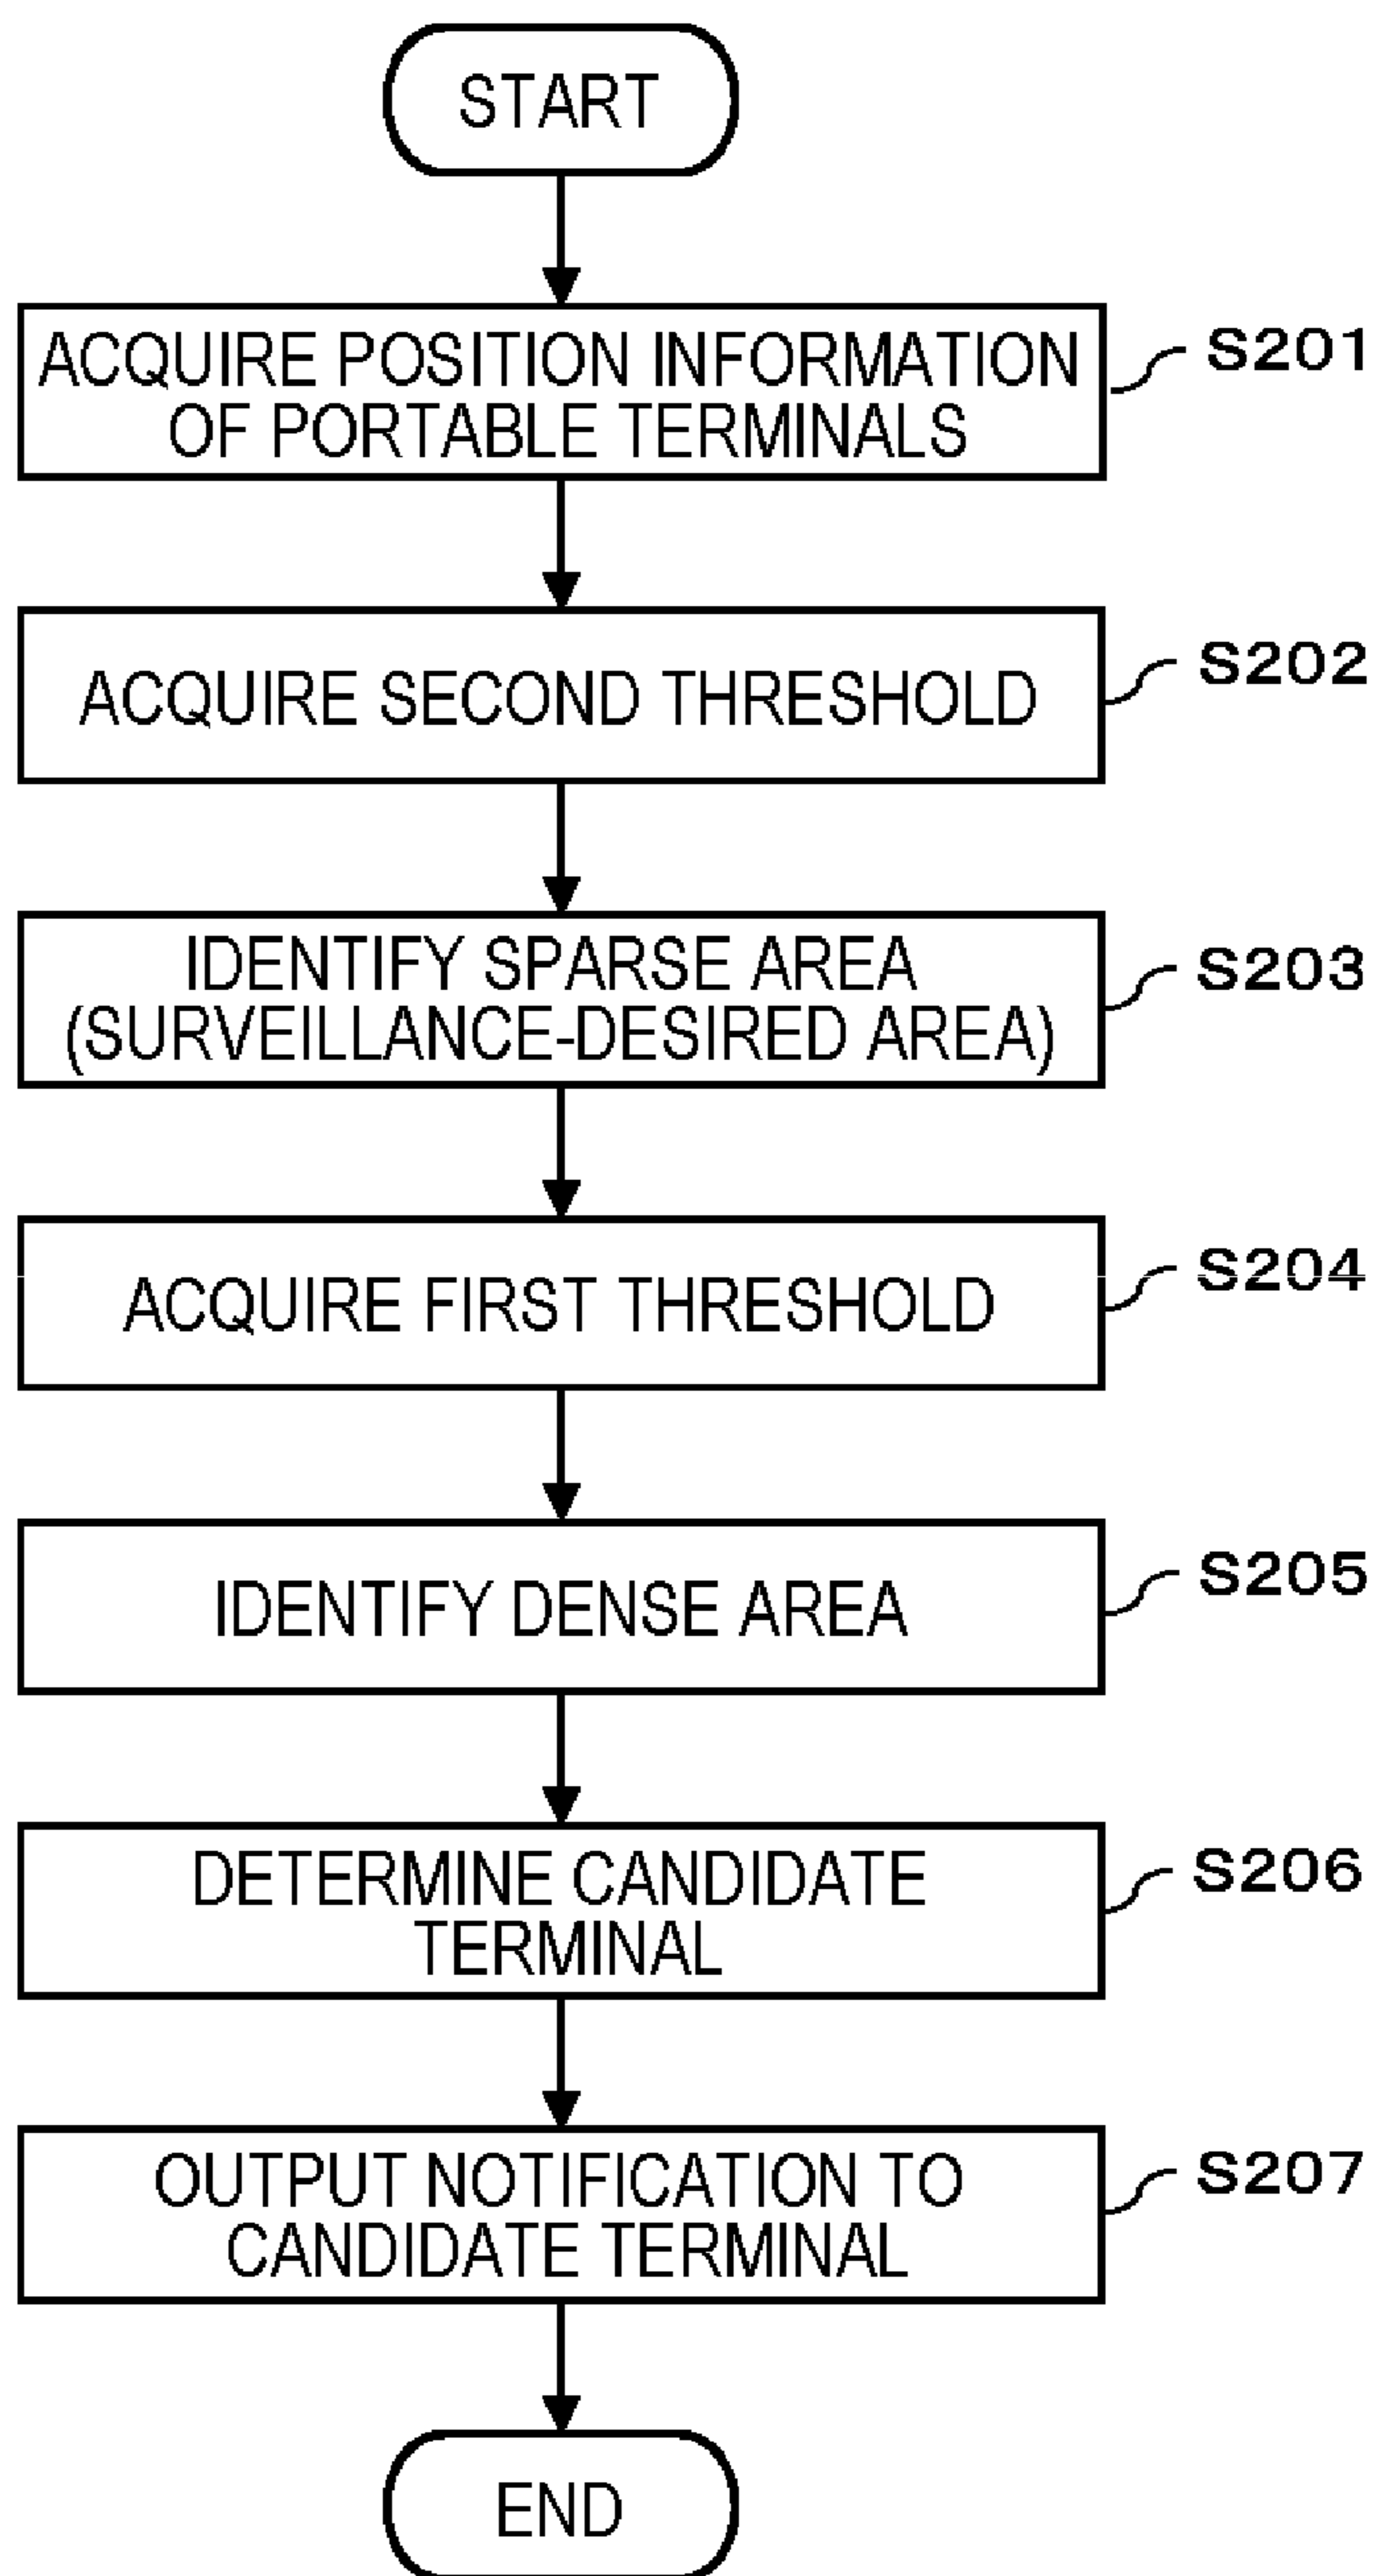 START
ACQUIRE POSITION INFORMATION
OF PORTABLE TERMINALS
S201
ACQUIRE SECOND THRESHOLD
S202
IDENTIFY SPARSE AREA
(SURVEILLANCE-DESIRED AREA)
S203
ACQUIRE FIRST THRESHOLD
S204
IDENTIFY DENSE AREA
S205
DETERMINE CANDIDATE
TERMINAL
S206
OUTPUT NOTIFICATION TO
CANDIDATE TERMINAL
S207
END